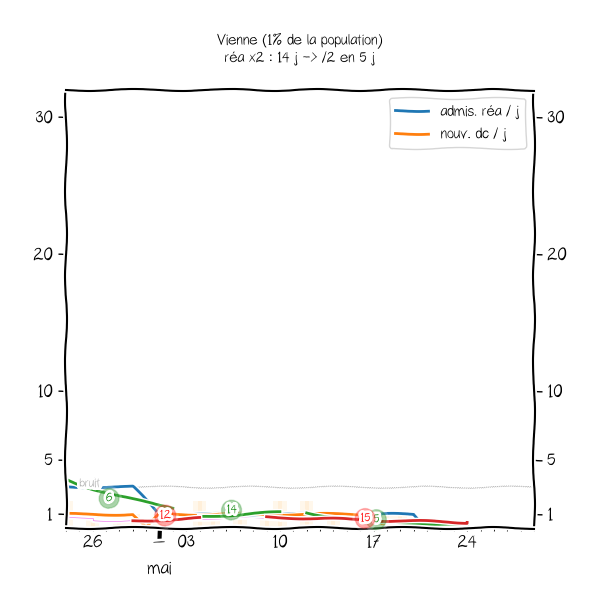 Vienne (1% de la population)
réa x2 : 14 j -> /2 en 5 j
admis. réa / j
nouv. dc / j
30 30
20 20
10 10
5 5
bruit
6 12 14 15 5
1 1
26 03 10 17 24
mai